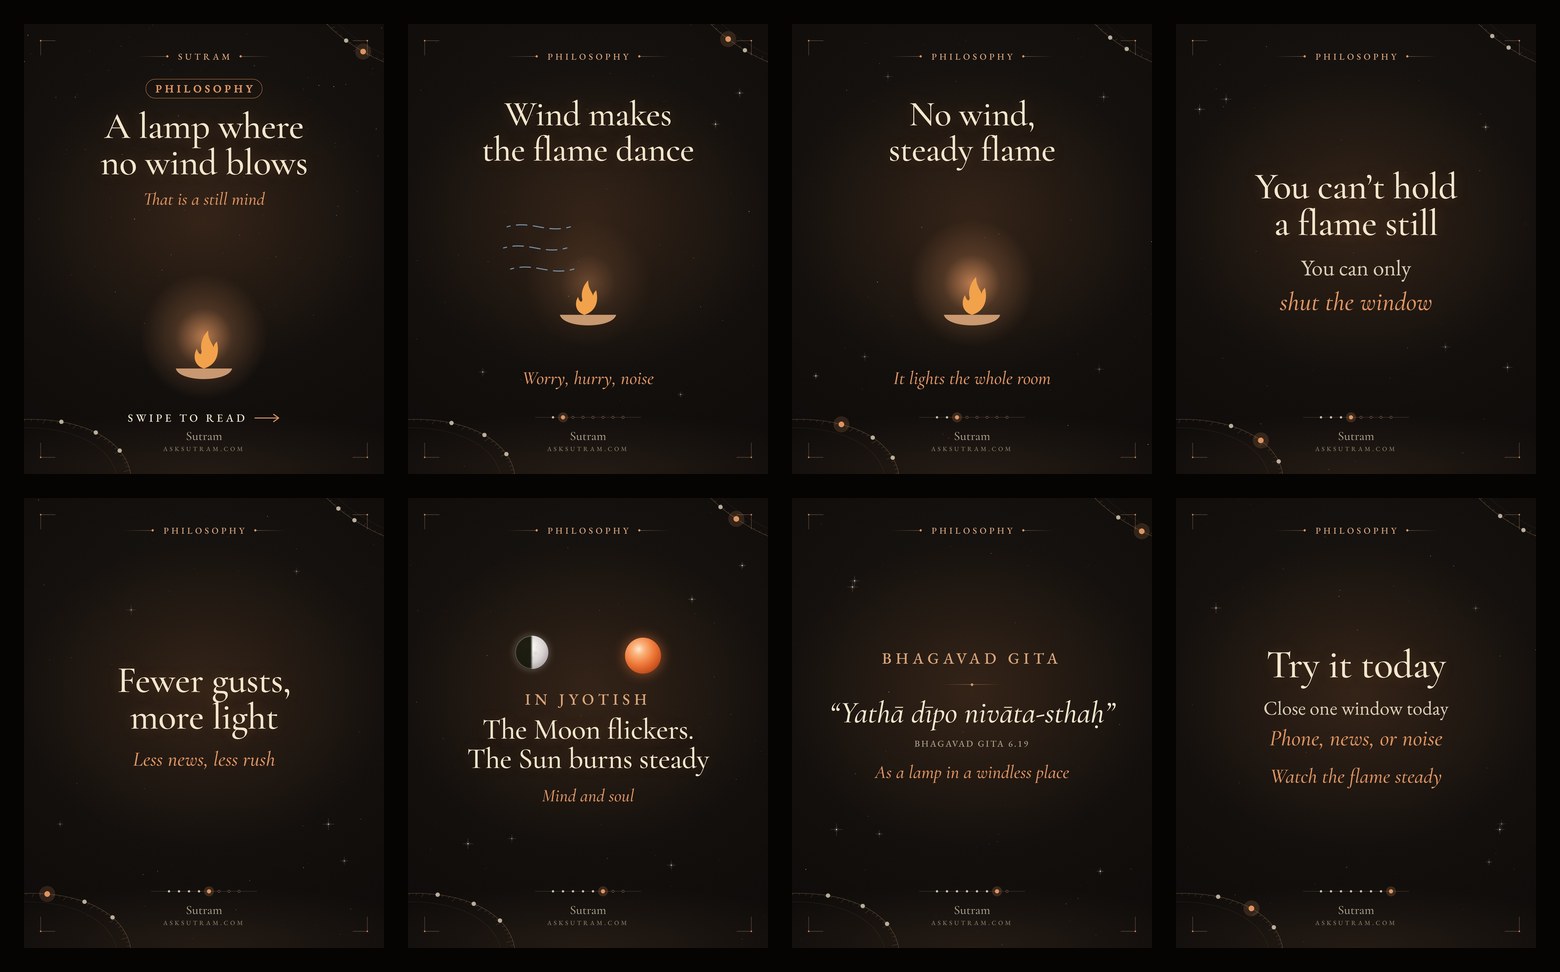 SUTRAM
PHILOSOPHY
A lamp where
no wind blows
That is a still mind
SWIPE TO READ
Sutram
ASKSUTRAM.COM
PHILOSOPHY
Wind makes
the flame dance
Worry, hurry, noise
Sutram
ASKSUTRAM.COM
PHILOSOPHY
No wind,
steady flame
It lights the whole room
Sutram
ASKSUTRAM.COM
PHILOSOPHY
You can’t hold
a flame still
You can only
shut the window
Sutram
ASKSUTRAM.COM
PHILOSOPHY
Fewer gusts,
more light
Less news, less rush
Sutram
ASKSUTRAM.COM
PHILOSOPHY
IN JYOTISH
The Moon flickers.
The Sun burns steady
Mind and soul
Sutram
ASKSUTRAM.COM
PHILOSOPHY
BHAGAVAD GITA
“Yathā dīpo nivāta-sthaḥ”
BHAGAVAD GITA 6.19
As a lamp in a windless place
Sutram
ASKSUTRAM.COM
PHILOSOPHY
Try it today
Close one window today
Phone, news, or noise
Watch the flame steady
Sutram
ASKSUTRAM.COM